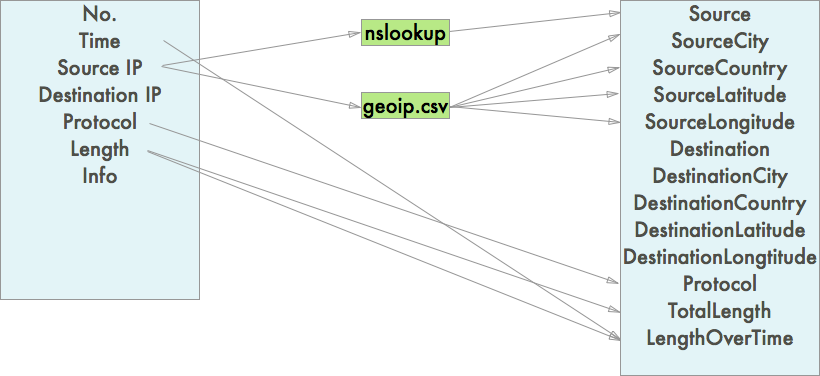 No.
Time
Source IP
Destination IP
Protocol
Length
Info
nslookup
geoip.csv
Source
SourceCity
SourceCountry
SourceLatitude
SourceLongitude
Destination
DestinationCity
DestinationCountry
DestinationLatitude
DestinationLongtitude
Protocol
TotalLength
LengthOverTime